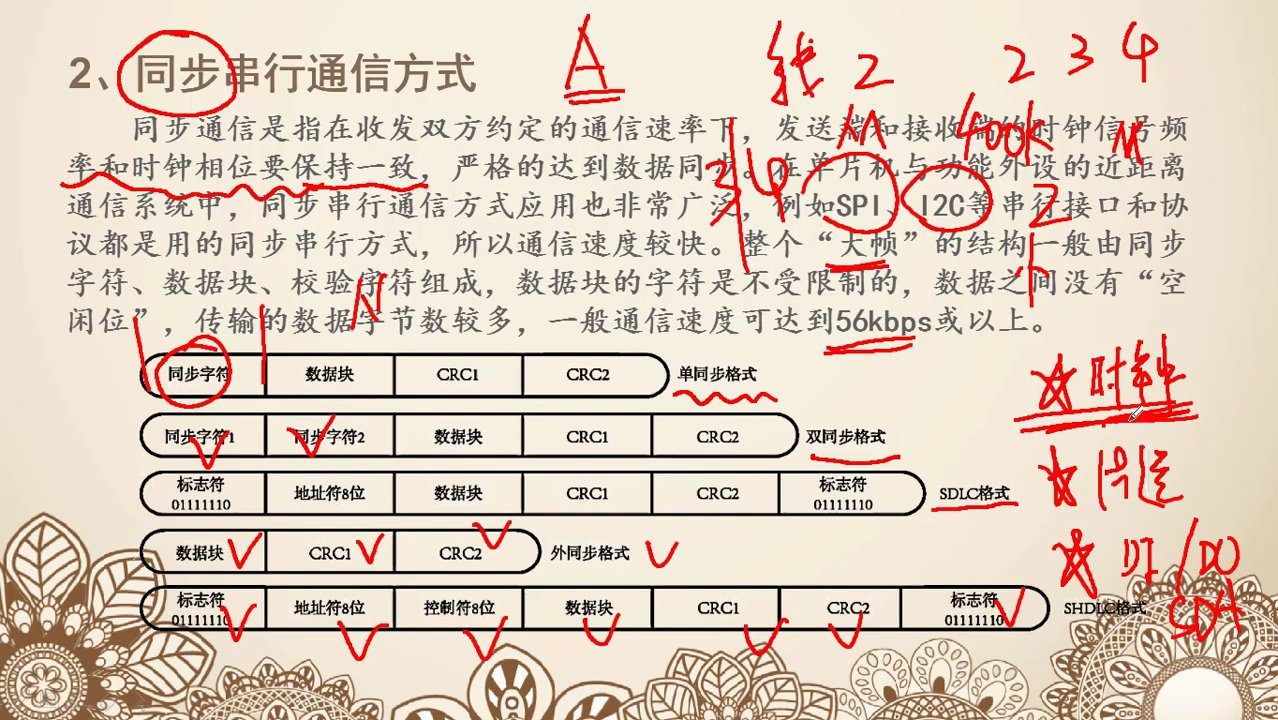 2、同步串行通信方式
A 转 2 2 3 4
同步通信是指在收发双方约定的通信速率下，发送端和接收端的时钟信号频
M 400k M
率和时钟相位要保持一致，严格的达到数据同步。在单片机与功能外设的近距离
3/4
通信系统中，同步串行通信方式应用也非常广泛，例如SPI、I2C等串行接口和协
议都是用的同步串行方式，所以通信速度较快。整个“大帧”的结构一般由同步
字符、数据块、校验字符组成，数据块的字符是不受限制的，数据之间没有“空
N
闲位”，传输的数据字节数较多，一般通信速度可达到56kbps或以上。
同步字符 数据块 CRC1 CRC2 单同步格式
时钟
同步字符1 同步字符2 数据块 CRC1 CRC2 双同步格式
标志符 01111110 地址符8位 数据块 CRC1 CRC2 标志符 01111110 SDLC格式
数据块 CRC1 CRC2 外同步格式
DI/DO
标志符 01111110 地址符8位 控制符8位 数据块 CRC1 CRC2 标志符 01111110 SHDLC格式
SDA